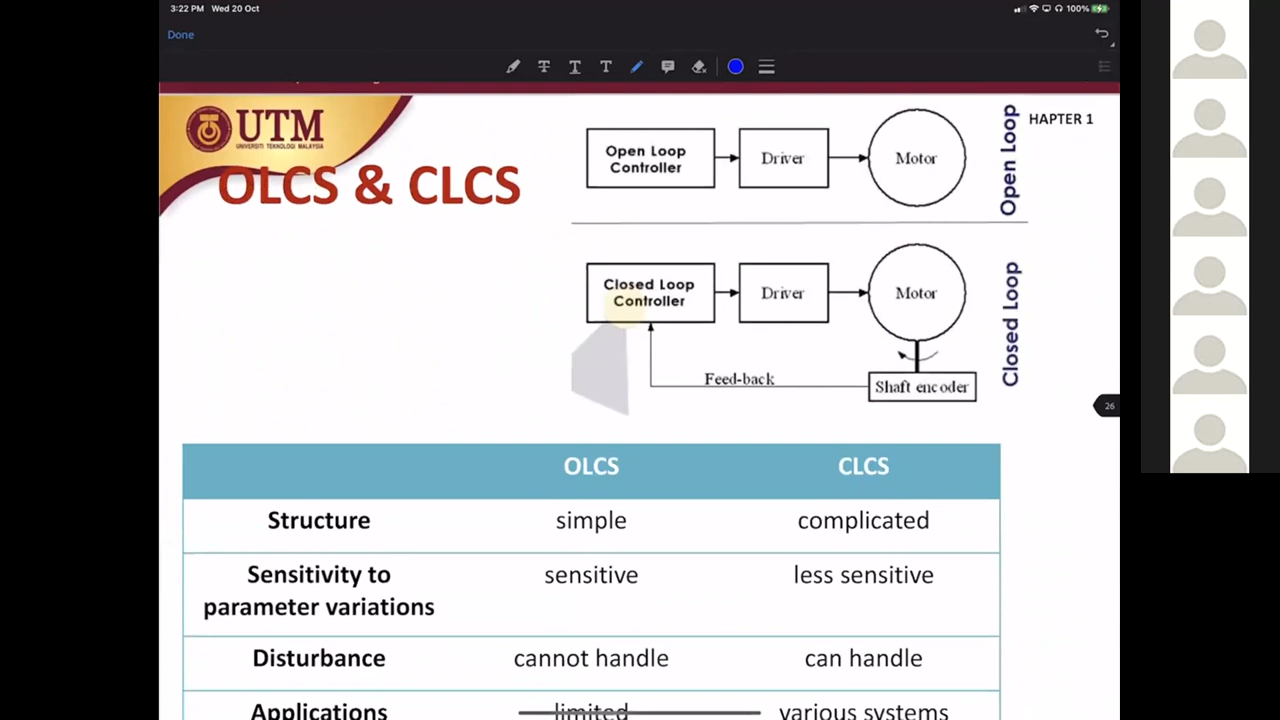 3:22 PM Wed 20 Oct
100%
Done
UTM
UNIVERSITI TEKNOLOGI MALAYSIA
HAPTER 1
OLCS & CLCS
Open Loop
Controller
Driver
Motor
Open Loop
Closed Loop
Controller
Driver
Motor
Closed Loop
Feed-back
Shaft encoder
26
OLCS CLCS
Structure simple complicated
Sensitivity to
parameter variations sensitive less sensitive
Disturbance cannot handle can handle
Applications limited various systems